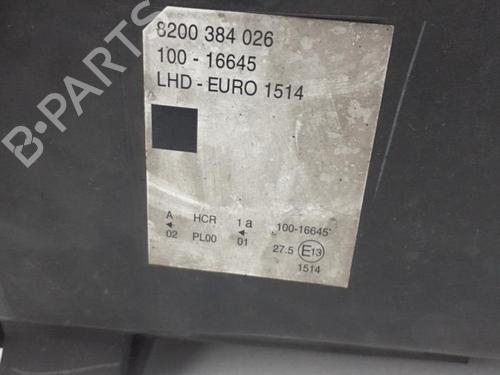 8200 384 026
100 - 16645
LHD - EURO 1514
A HCR 1a 100-16645
02 PL00 01 27.5 E13
1514
B-PARTS